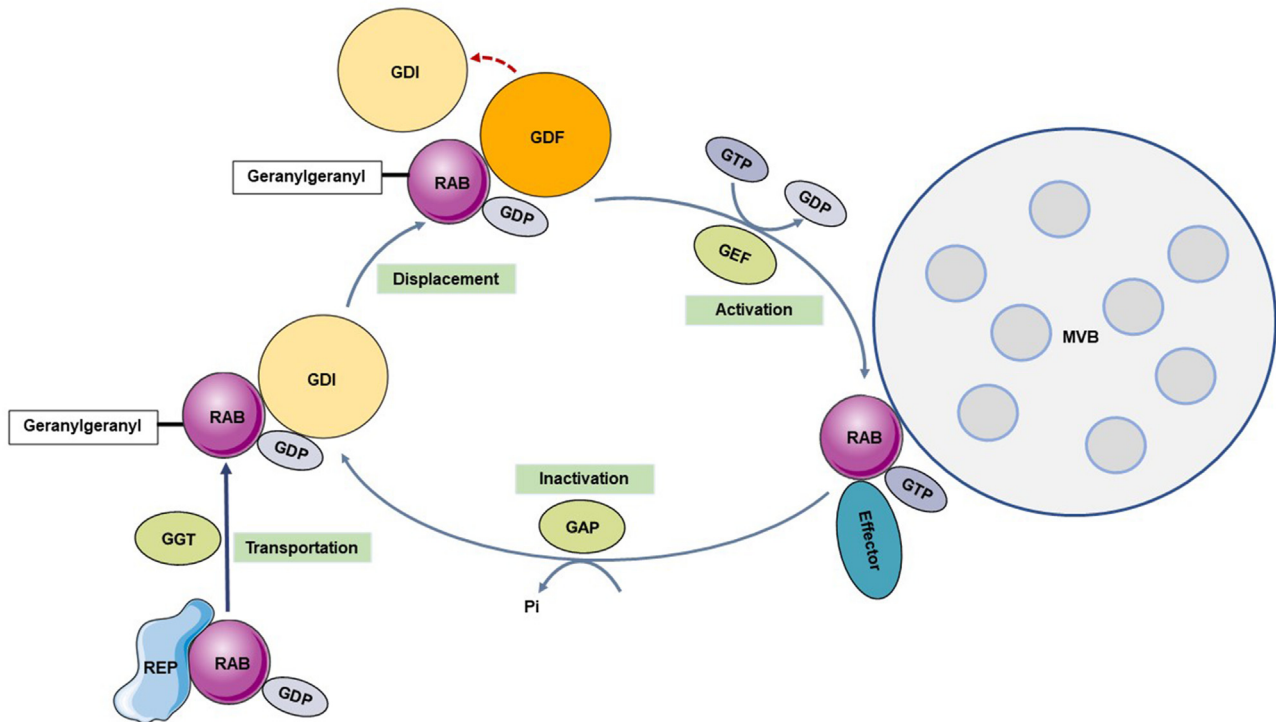 GDI
GDF
GTP
Geranylgeranyl
RAB
GDP
GDP
GEF
Displacement
Activation
MVB
GDI
Geranylgeranyl
RAB
GDP
RAB
GTP
Effector
Inactivation
GAP
Pi
GGT
Transportation
REP
RAB
GDP